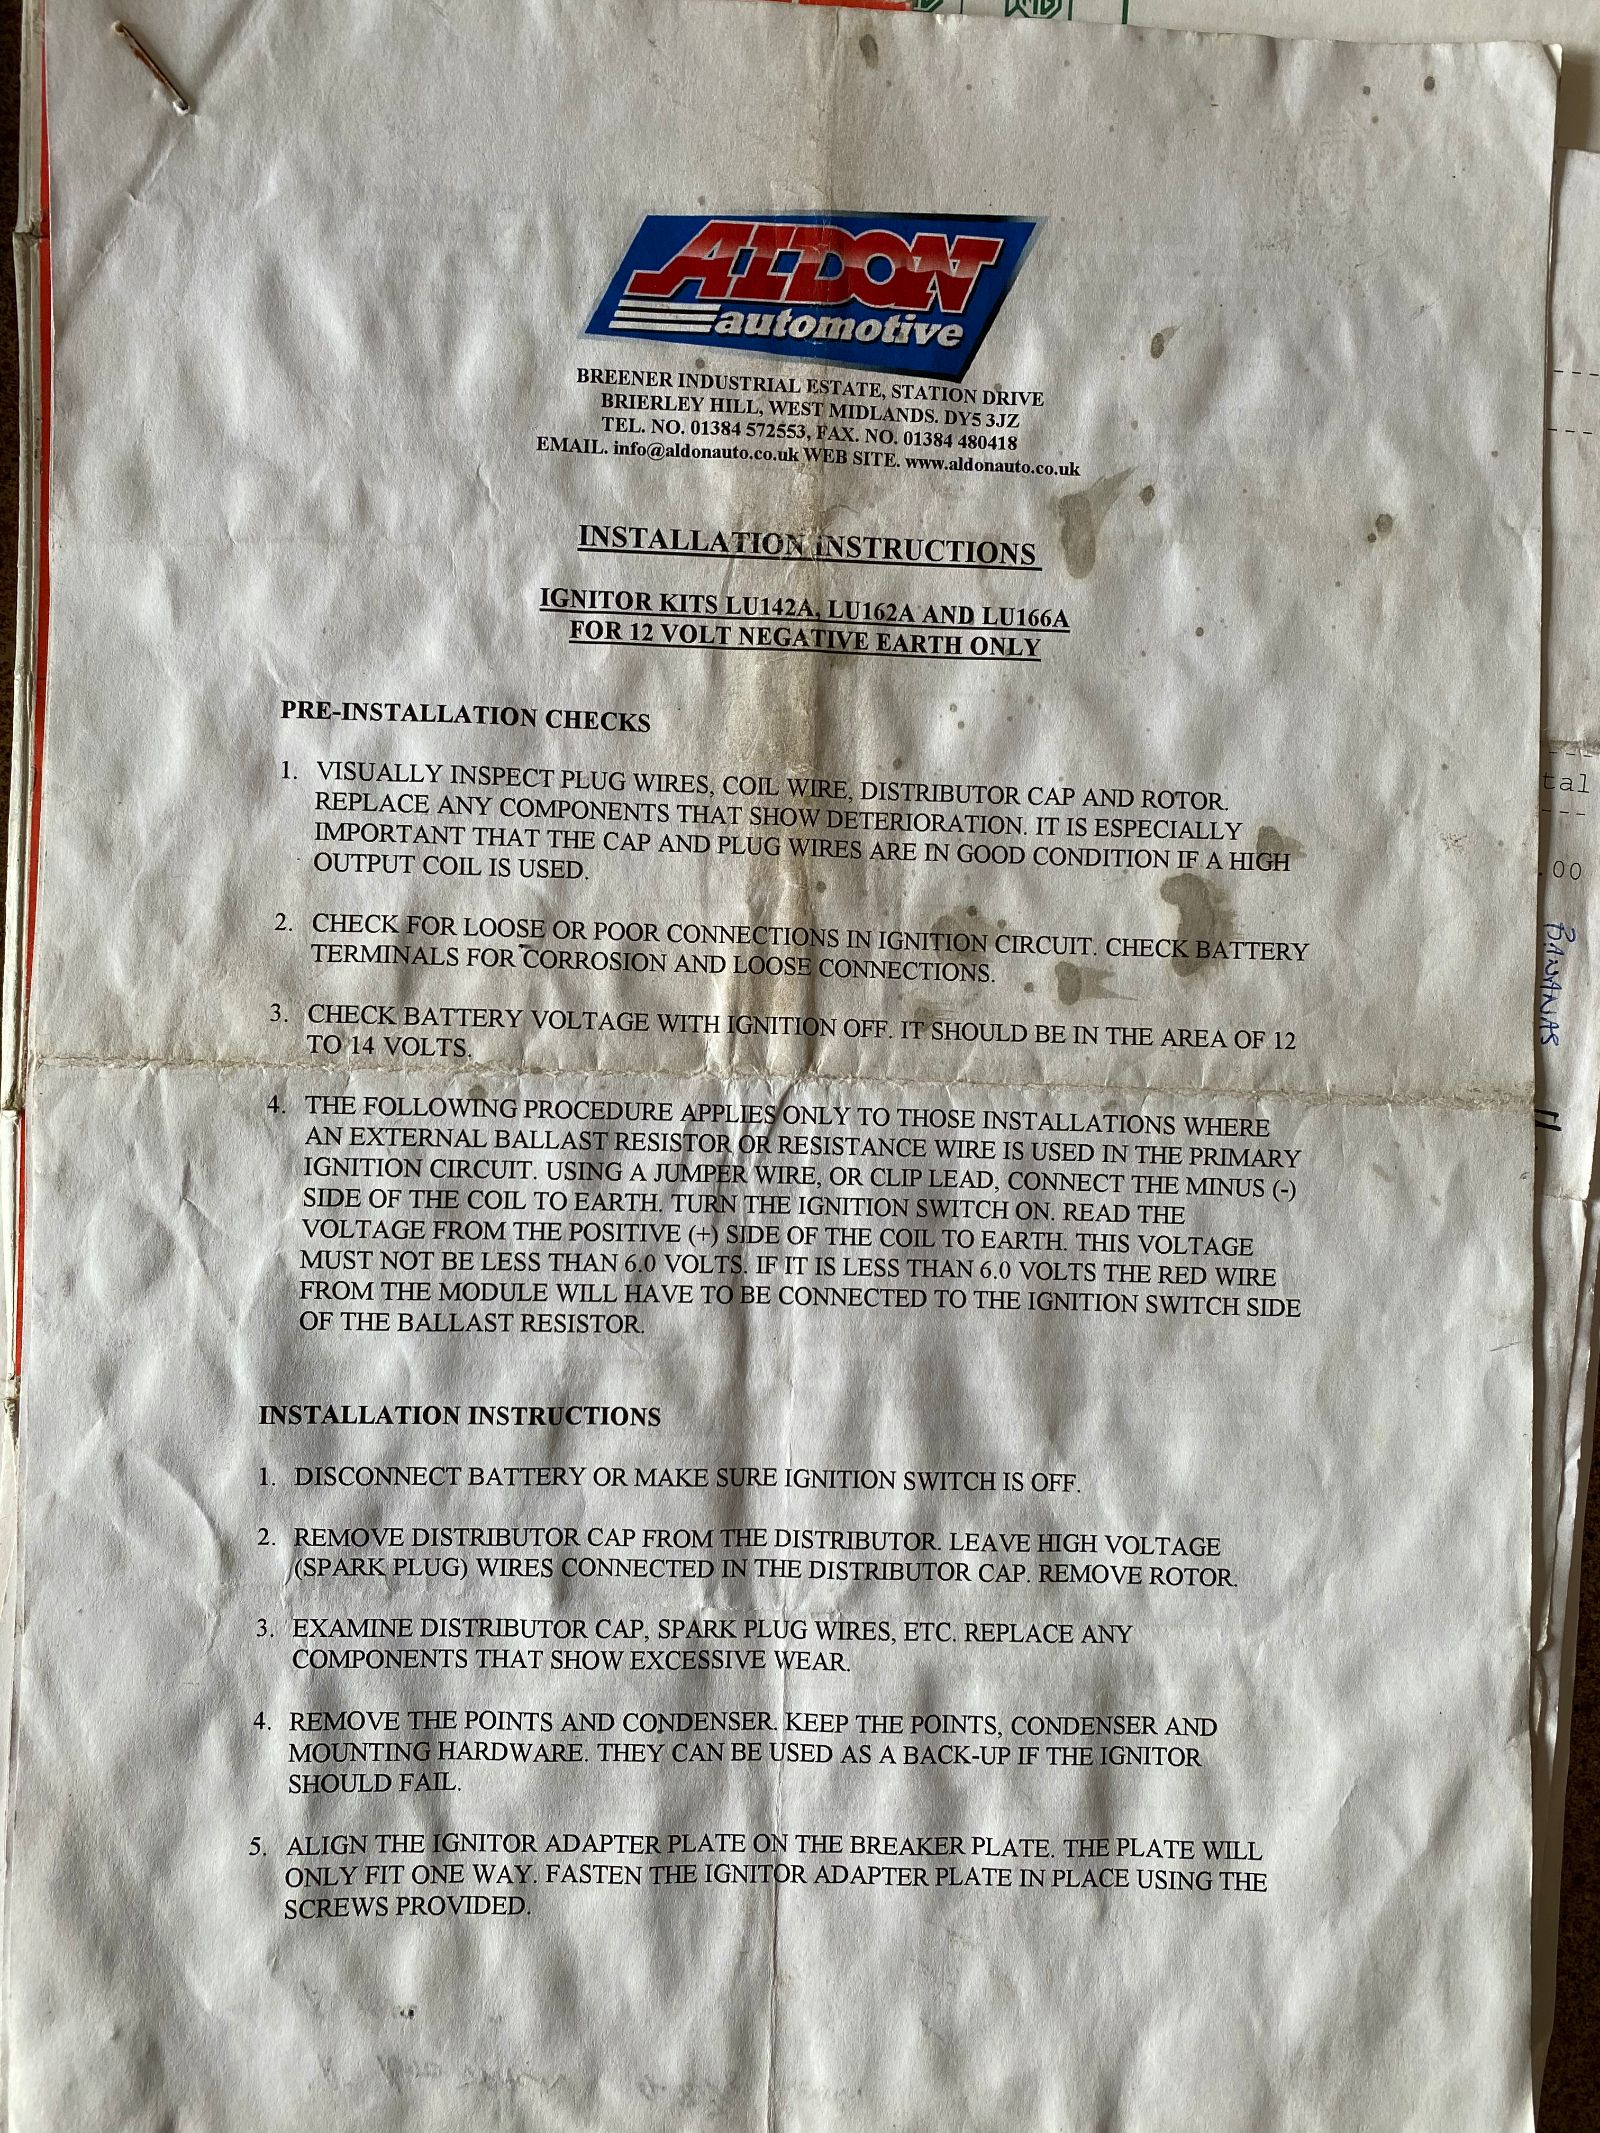 ALDON
automotive
BREENER INDUSTRIAL ESTATE, STATION DRIVE
BRIERLEY HILL, WEST MIDLANDS. DY5 3JZ
TEL. NO. 01384 572553, FAX. NO. 01384 480418
EMAIL. info@aldonauto.co.uk WEB SITE. www.aldonauto.co.uk
INSTALLATION INSTRUCTIONS
IGNITOR KITS LU142A, LU162A AND LU166A
FOR 12 VOLT NEGATIVE EARTH ONLY
PRE-INSTALLATION CHECKS
1. VISUALLY INSPECT PLUG WIRES, COIL WIRE, DISTRIBUTOR CAP AND ROTOR.
REPLACE ANY COMPONENTS THAT SHOW DETERIORATION. IT IS ESPECIALLY
IMPORTANT THAT THE CAP AND PLUG WIRES ARE IN GOOD CONDITION IF A HIGH
OUTPUT COIL IS USED.
2. CHECK FOR LOOSE OR POOR CONNECTIONS IN IGNITION CIRCUIT. CHECK BATTERY
TERMINALS FOR CORROSION AND LOOSE CONNECTIONS.
3. CHECK BATTERY VOLTAGE WITH IGNITION OFF. IT SHOULD BE IN THE AREA OF 12
TO 14 VOLTS.
4. THE FOLLOWING PROCEDURE APPLIES ONLY TO THOSE INSTALLATIONS WHERE
AN EXTERNAL BALLAST RESISTOR OR RESISTANCE WIRE IS USED IN THE PRIMARY
IGNITION CIRCUIT. USING A JUMPER WIRE, OR CLIP LEAD, CONNECT THE MINUS (-)
SIDE OF THE COIL TO EARTH. TURN THE IGNITION SWITCH ON. READ THE
VOLTAGE FROM THE POSITIVE (+) SIDE OF THE COIL TO EARTH. THIS VOLTAGE
MUST NOT BE LESS THAN 6.0 VOLTS. IF IT IS LESS THAN 6.0 VOLTS THE RED WIRE
FROM THE MODULE WILL HAVE TO BE CONNECTED TO THE IGNITION SWITCH SIDE
OF THE BALLAST RESISTOR.
INSTALLATION INSTRUCTIONS
1. DISCONNECT BATTERY OR MAKE SURE IGNITION SWITCH IS OFF.
2. REMOVE DISTRIBUTOR CAP FROM THE DISTRIBUTOR. LEAVE HIGH VOLTAGE
(SPARK PLUG) WIRES CONNECTED IN THE DISTRIBUTOR CAP. REMOVE ROTOR.
3. EXAMINE DISTRIBUTOR CAP, SPARK PLUG WIRES, ETC. REPLACE ANY
COMPONENTS THAT SHOW EXCESSIVE WEAR.
4. REMOVE THE POINTS AND CONDENSER. KEEP THE POINTS, CONDENSER AND
MOUNTING HARDWARE. THEY CAN BE USED AS A BACK-UP IF THE IGNITOR
SHOULD FAIL.
5. ALIGN THE IGNITOR ADAPTER PLATE ON THE BREAKER PLATE. THE PLATE WILL
ONLY FIT ONE WAY. FASTEN THE IGNITOR ADAPTER PLATE IN PLACE USING THE
SCREWS PROVIDED.
tal
.00
BANANAS